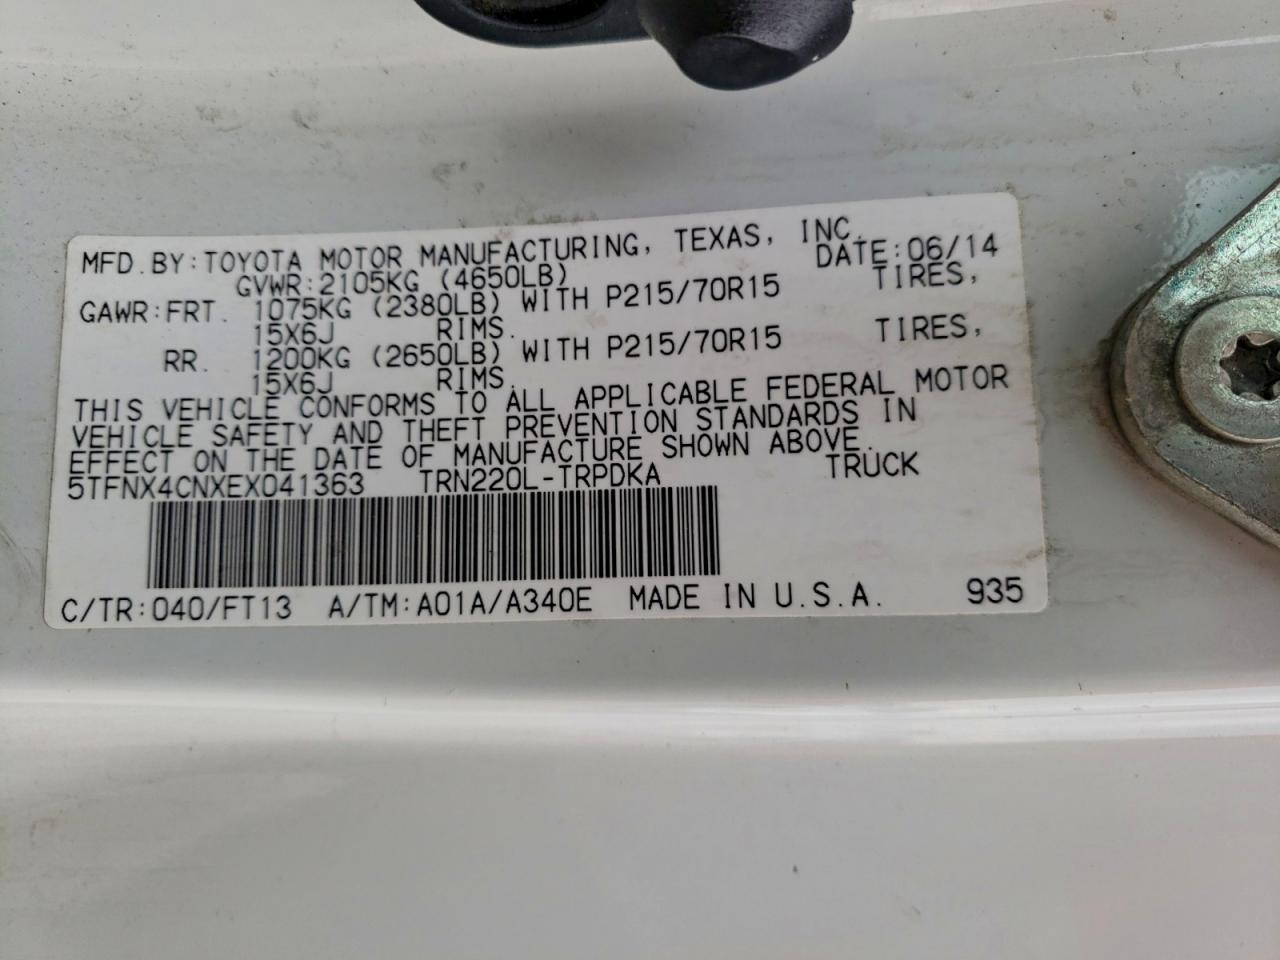 MFD. BY: TOYOTA MOTOR MANUFACTURING, TEXAS, INC.
GVWR: 2105KG (4650LB) DATE: 06/14
GAWR: FRT. 1075KG (2380LB) WITH P215/70R15 TIRES,
15X6J RIMS.
RR. 1200KG (2650LB) WITH P215/70R15 TIRES,
15X6J RIMS.
THIS VEHICLE CONFORMS TO ALL APPLICABLE FEDERAL MOTOR
VEHICLE SAFETY AND THEFT PREVENTION STANDARDS IN
EFFECT ON THE DATE OF MANUFACTURE SHOWN ABOVE.
5TFNX4CNXEX041363 TRN220L-TRPDKA TRUCK
C/TR: 040/FT13 A/TM: A01A/A340E MADE IN U.S.A. 935